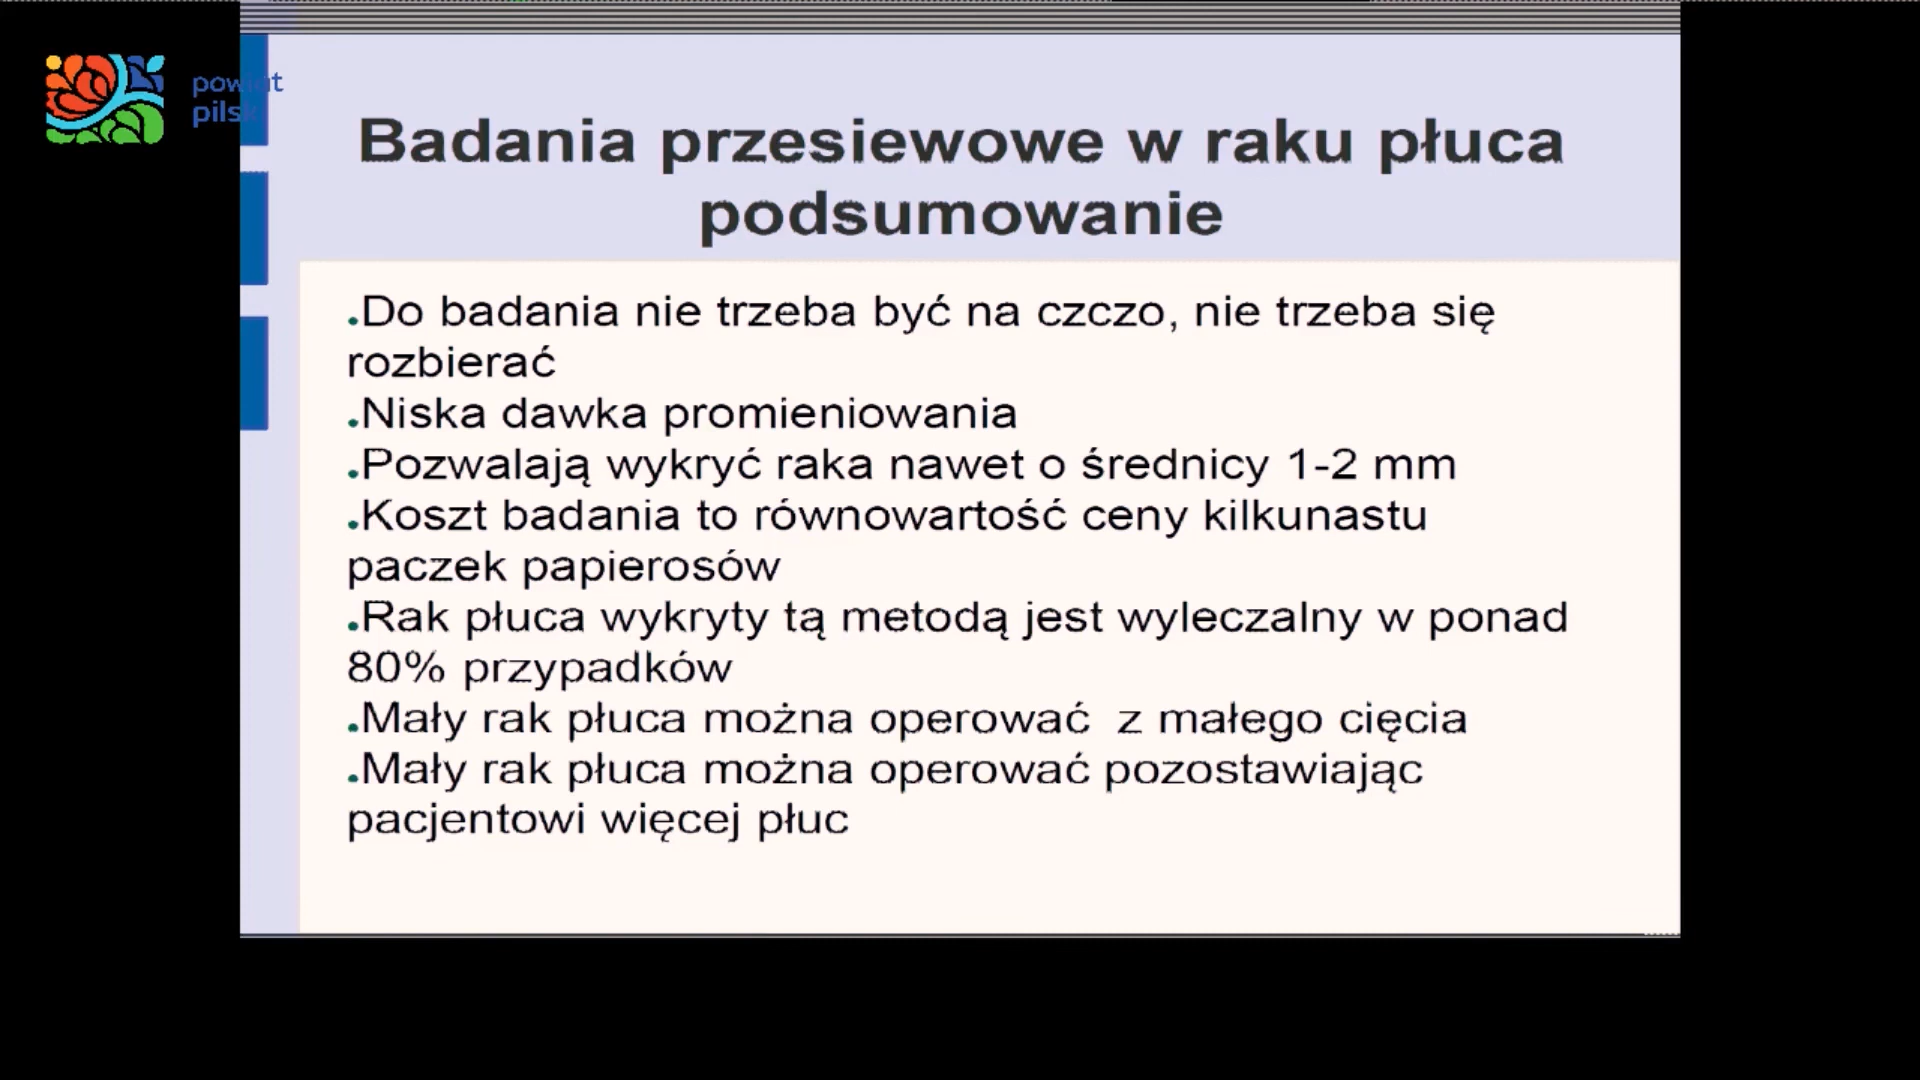 powiat
pilski
Badania przesiewowe w raku płuca
podsumowanie
.Do badania nie trzeba być na czczo, nie trzeba się
rozbierać
.Niska dawka promieniowania
.Pozwalają wykryć raka nawet o średnicy 1-2 mm
.Koszt badania to równowartość ceny kilkunastu
paczek papierosów
.Rak płuca wykryty tą metodą jest wyleczalny w ponad
80% przypadków
.Mały rak płuca można operować  z małego cięcia
.Mały rak płuca można operować pozostawiając
pacjentowi więcej płuc